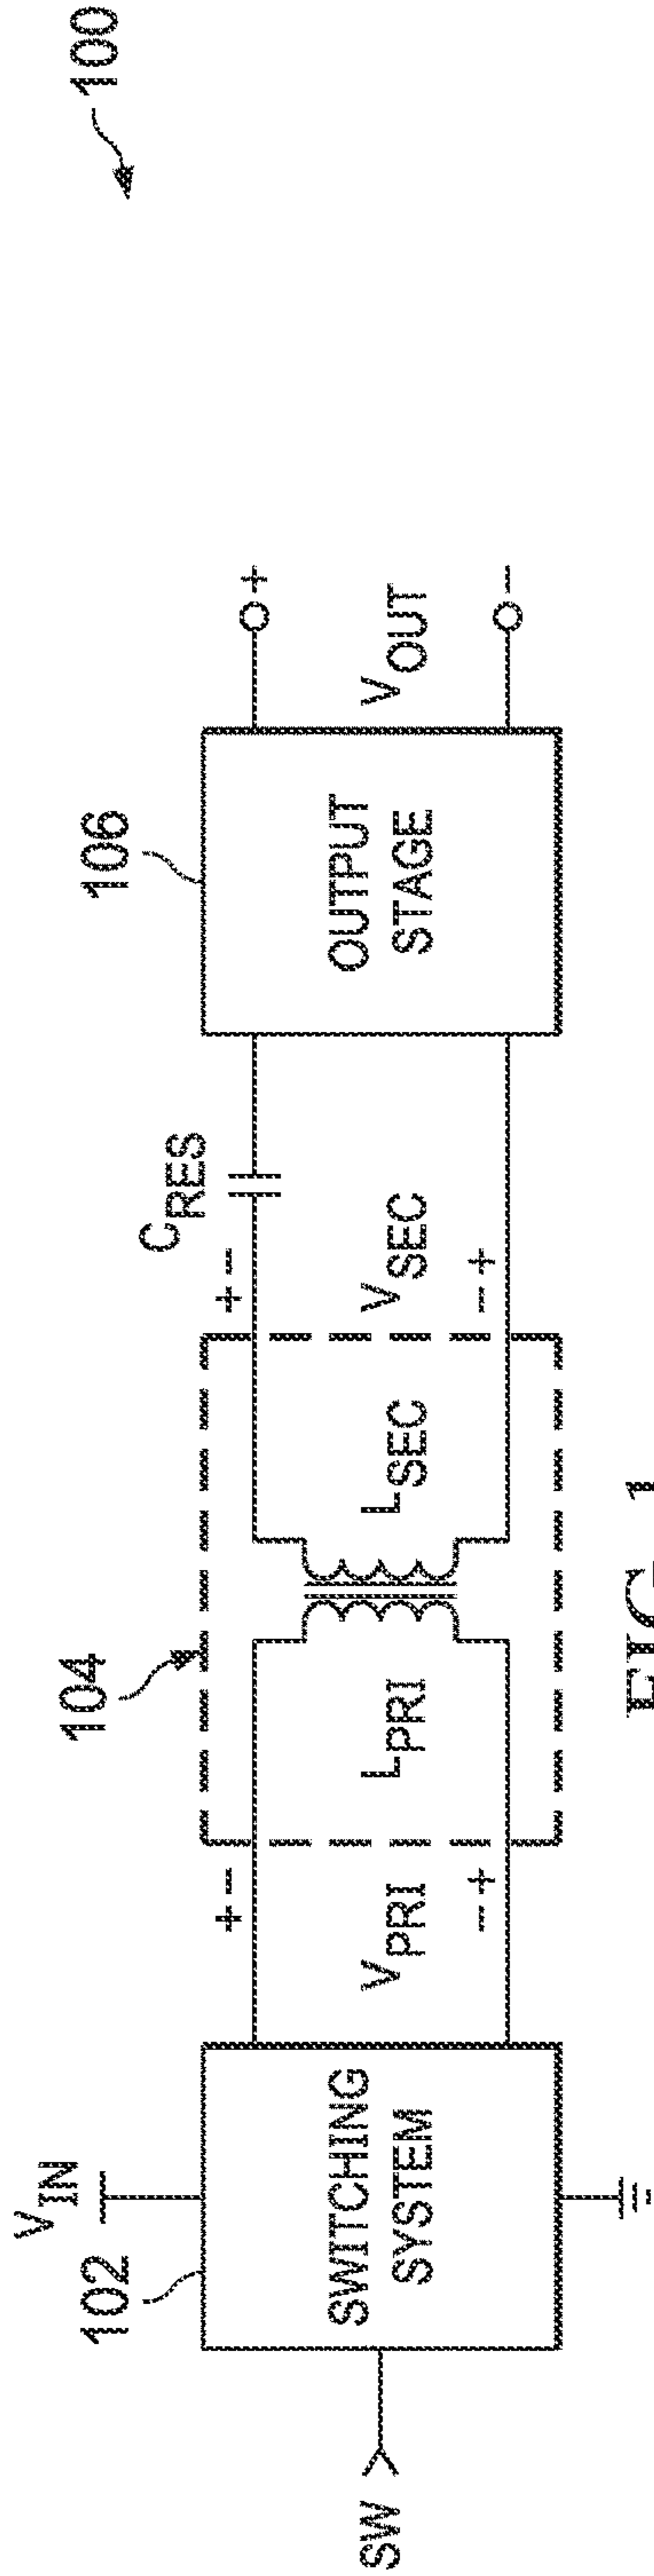 100
V_IN
102
SWITCHING
SYSTEM
SW
+ -
V_PRI
- +
104
L_PRI
L_SEC
+ -
V_SEC
- +
C_RES
106
OUTPUT
STAGE
+
V_OUT
-
FIG. 1